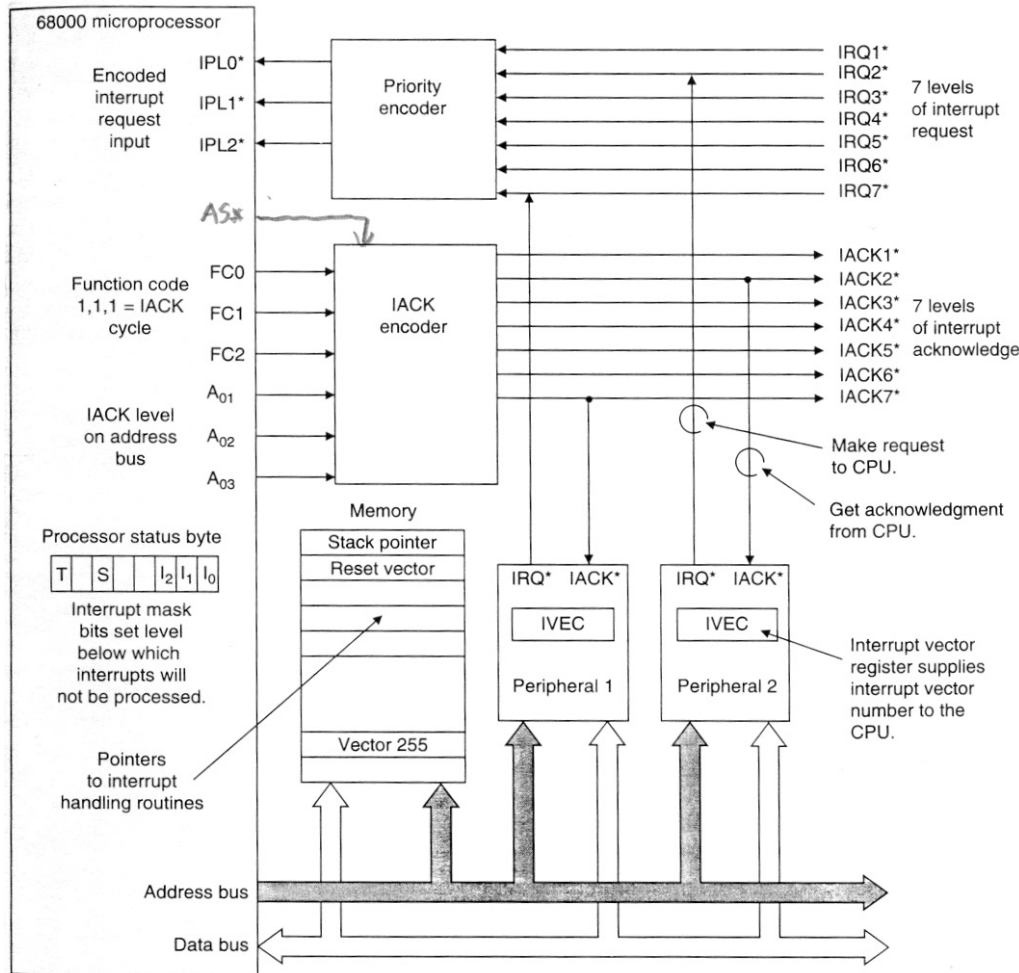 68000 microprocessor
Encoded
interrupt
request
input
IPL0*
IPL1*
IPL2*
Priority
encoder
IRQ1*
IRQ2*
IRQ3*
IRQ4*
IRQ5*
IRQ6*
IRQ7*
7 levels
of interrupt
request
AS*
Function code
1,1,1 = IACK
cycle
FC0
FC1
FC2
IACK level
on address
bus
A01
A02
A03
IACK
encoder
IACK1*
IACK2*
IACK3*
IACK4*
IACK5*
IACK6*
IACK7*
7 levels
of interrupt
acknowledge
Make request
to CPU.
Get acknowledgment
from CPU.
Processor status byte
T S I2 I1 I0
Interrupt mask
bits set level
below which
interrupts will
not be processed.
Pointers
to interrupt
handling routines
Memory
Stack pointer
Reset vector
Vector 255
IRQ* IACK*
IVEC
Peripheral 1
IRQ* IACK*
IVEC
Peripheral 2
Interrupt vector
register supplies
interrupt vector
number to the
CPU.
Address bus
Data bus